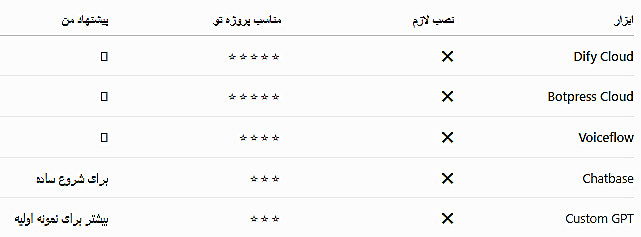 ابزار نصب لازم مناسب پروژه تو پیشنهاد من
Dify Cloud ✕ ☆☆☆☆☆ ▯
Botpress Cloud ✕ ☆☆☆☆☆ ▯
Voiceflow ✕ ☆☆☆☆ ▯
Chatbase ✕ ☆☆☆ برای شروع ساده
Custom GPT ✕ ☆☆☆ بیشتر برای نمونه اولیه